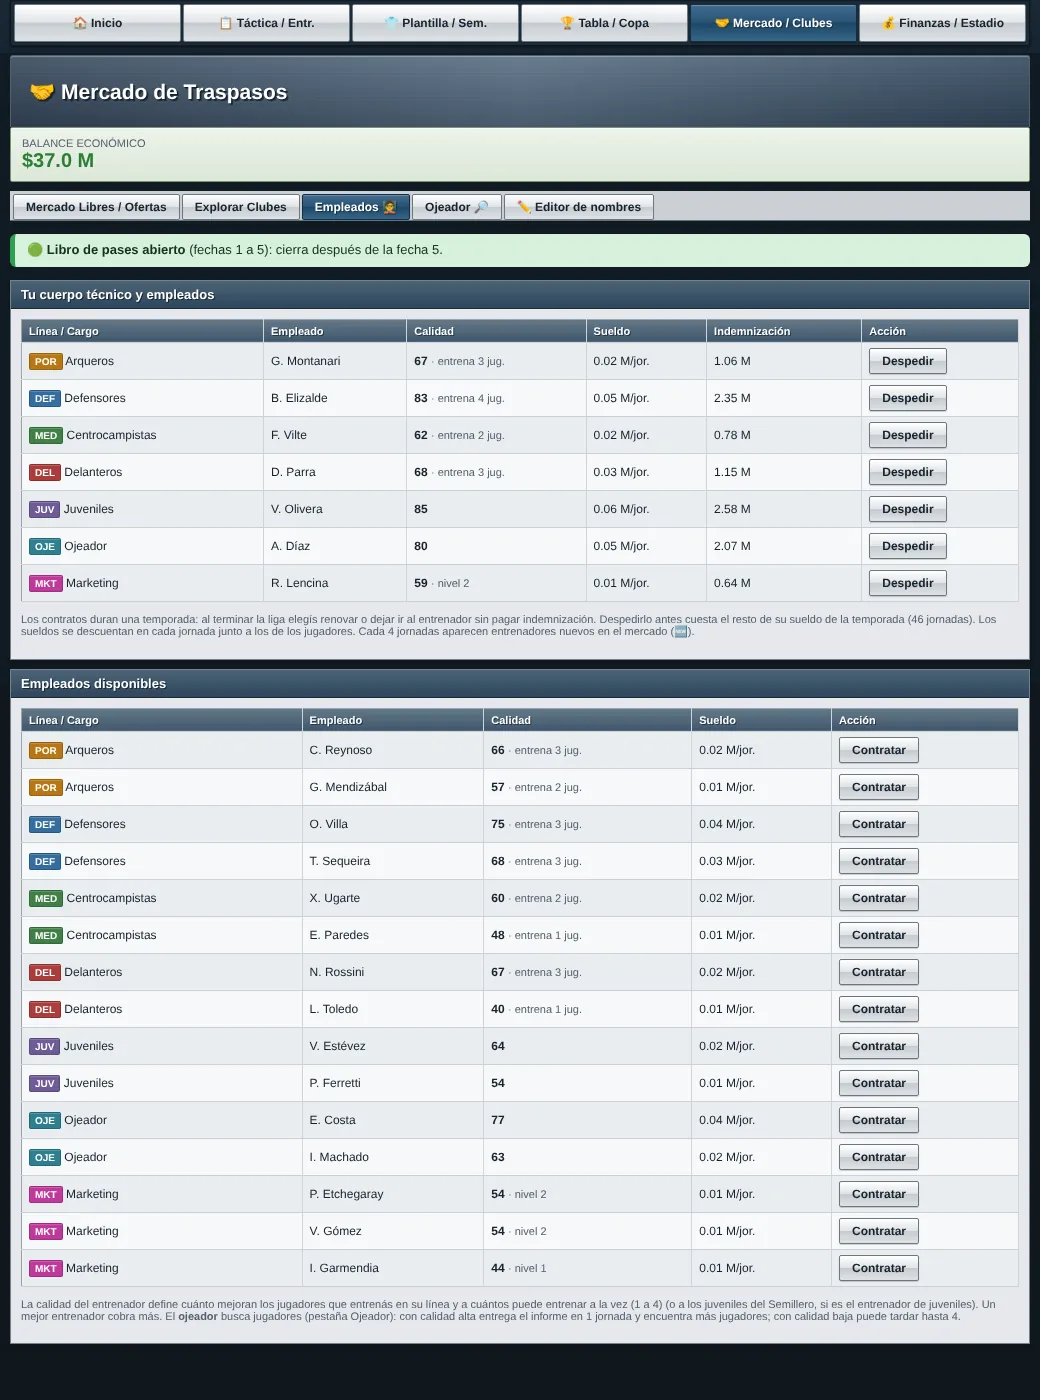 🏠 Inicio
📋 Táctica / Entr.
👕 Plantilla / Sem.
🏆 Tabla / Copa
🤝 Mercado / Clubes
💰 Finanzas / Estadio
🤝 Mercado de Traspasos
BALANCE ECONÓMICO
$37.0 M
Mercado Libres / Ofertas
Explorar Clubes
Empleados 🧑‍🏫
Ojeador 🔎
✏️ Editor de nombres
🟢 Libro de pases abierto (fechas 1 a 5): cierra después de la fecha 5.
Tu cuerpo técnico y empleados
Línea / Cargo Empleado Calidad Sueldo Indemnización Acción
POR Arqueros G. Montanari 67 · entrena 3 jug. 0.02 M/jor. 1.06 M Despedir
DEF Defensores B. Elizalde 83 · entrena 4 jug. 0.05 M/jor. 2.35 M Despedir
MED Centrocampistas F. Vilte 62 · entrena 2 jug. 0.02 M/jor. 0.78 M Despedir
DEL Delanteros D. Parra 68 · entrena 3 jug. 0.03 M/jor. 1.15 M Despedir
JUV Juveniles V. Olivera 85 0.06 M/jor. 2.58 M Despedir
OJE Ojeador A. Díaz 80 0.05 M/jor. 2.07 M Despedir
MKT Marketing R. Lencina 59 · nivel 2 0.01 M/jor. 0.64 M Despedir
Los contratos duran una temporada: al terminar la liga elegís renovar o dejar ir al entrenador sin pagar indemnización. Despedirlo antes cuesta el resto de su sueldo de la temporada (46 jornadas). Los
sueldos se descuentan en cada jornada junto a los de los jugadores. Cada 4 jornadas aparecen entrenadores nuevos en el mercado (🆕).
Empleados disponibles
Línea / Cargo Empleado Calidad Sueldo Acción
POR Arqueros C. Reynoso 66 · entrena 3 jug. 0.02 M/jor. Contratar
POR Arqueros G. Mendizábal 57 · entrena 2 jug. 0.01 M/jor. Contratar
DEF Defensores O. Villa 75 · entrena 3 jug. 0.04 M/jor. Contratar
DEF Defensores T. Sequeira 68 · entrena 3 jug. 0.03 M/jor. Contratar
MED Centrocampistas X. Ugarte 60 · entrena 2 jug. 0.02 M/jor. Contratar
MED Centrocampistas E. Paredes 48 · entrena 1 jug. 0.01 M/jor. Contratar
DEL Delanteros N. Rossini 67 · entrena 3 jug. 0.02 M/jor. Contratar
DEL Delanteros L. Toledo 40 · entrena 1 jug. 0.01 M/jor. Contratar
JUV Juveniles V. Estévez 64 0.02 M/jor. Contratar
JUV Juveniles P. Ferretti 54 0.01 M/jor. Contratar
OJE Ojeador E. Costa 77 0.04 M/jor. Contratar
OJE Ojeador I. Machado 63 0.02 M/jor. Contratar
MKT Marketing P. Etchegaray 54 · nivel 2 0.01 M/jor. Contratar
MKT Marketing V. Gómez 54 · nivel 2 0.01 M/jor. Contratar
MKT Marketing I. Garmendia 44 · nivel 1 0.01 M/jor. Contratar
La calidad del entrenador define cuánto mejoran los jugadores que entrenás en su línea y a cuántos puede entrenar a la vez (1 a 4) (o a los juveniles del Semillero, si es el entrenador de juveniles). Un
mejor entrenador cobra más. El ojeador busca jugadores (pestaña Ojeador): con calidad alta entrega el informe en 1 jornada y encuentra más jugadores; con calidad baja puede tardar hasta 4.